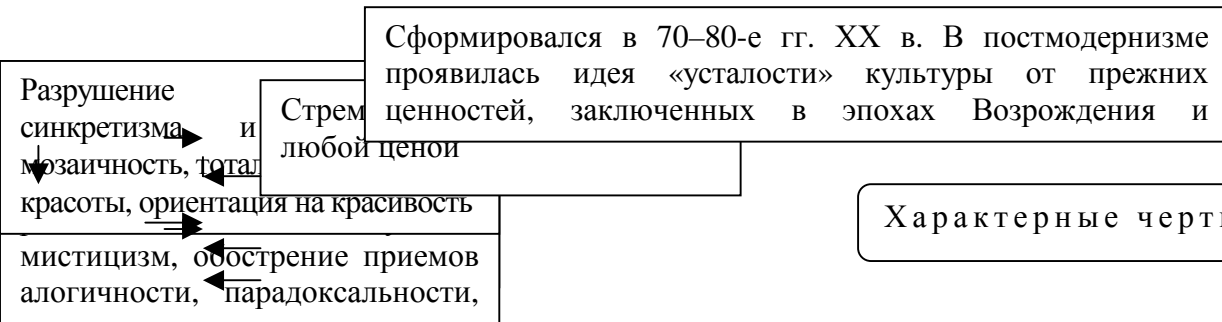 Сформировался в 70–80-е гг. XX в. В постмодернизме
проявилась идея «усталости» культуры от прежних
ценностей, заключенных в эпохах Возрождения и
Разрушение
синкретизма и
мозаичность, тотал
красоты, ориентация на красивость
Стрем
любой ценой
Характерные черт
мистицизм, обострение приемов
алогичности, парадоксальности,